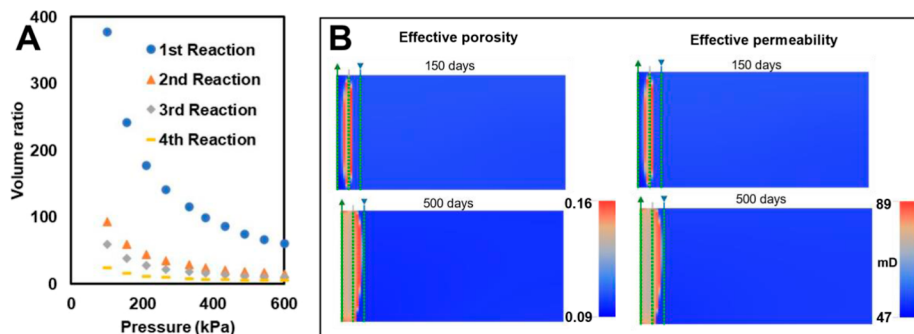 A
400
300
200
100
0
Volume ratio
1st Reaction
2nd Reaction
3rd Reaction
4th Reaction
0
200
400
600
Pressure (kPa)
B
Effective porosity
Effective permeability
150 days
150 days
500 days
500 days
0.16
0.09
89
mD
47